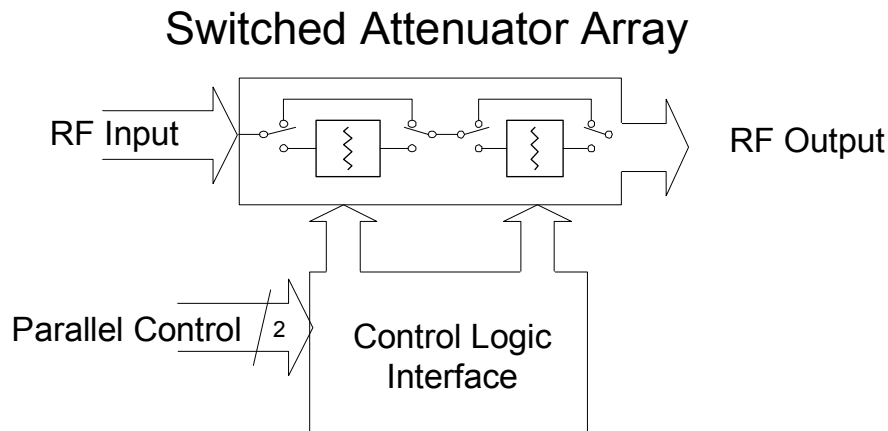 Switched Attenuator Array
RF Input
RF Output
Parallel Control
2
Control Logic
Interface